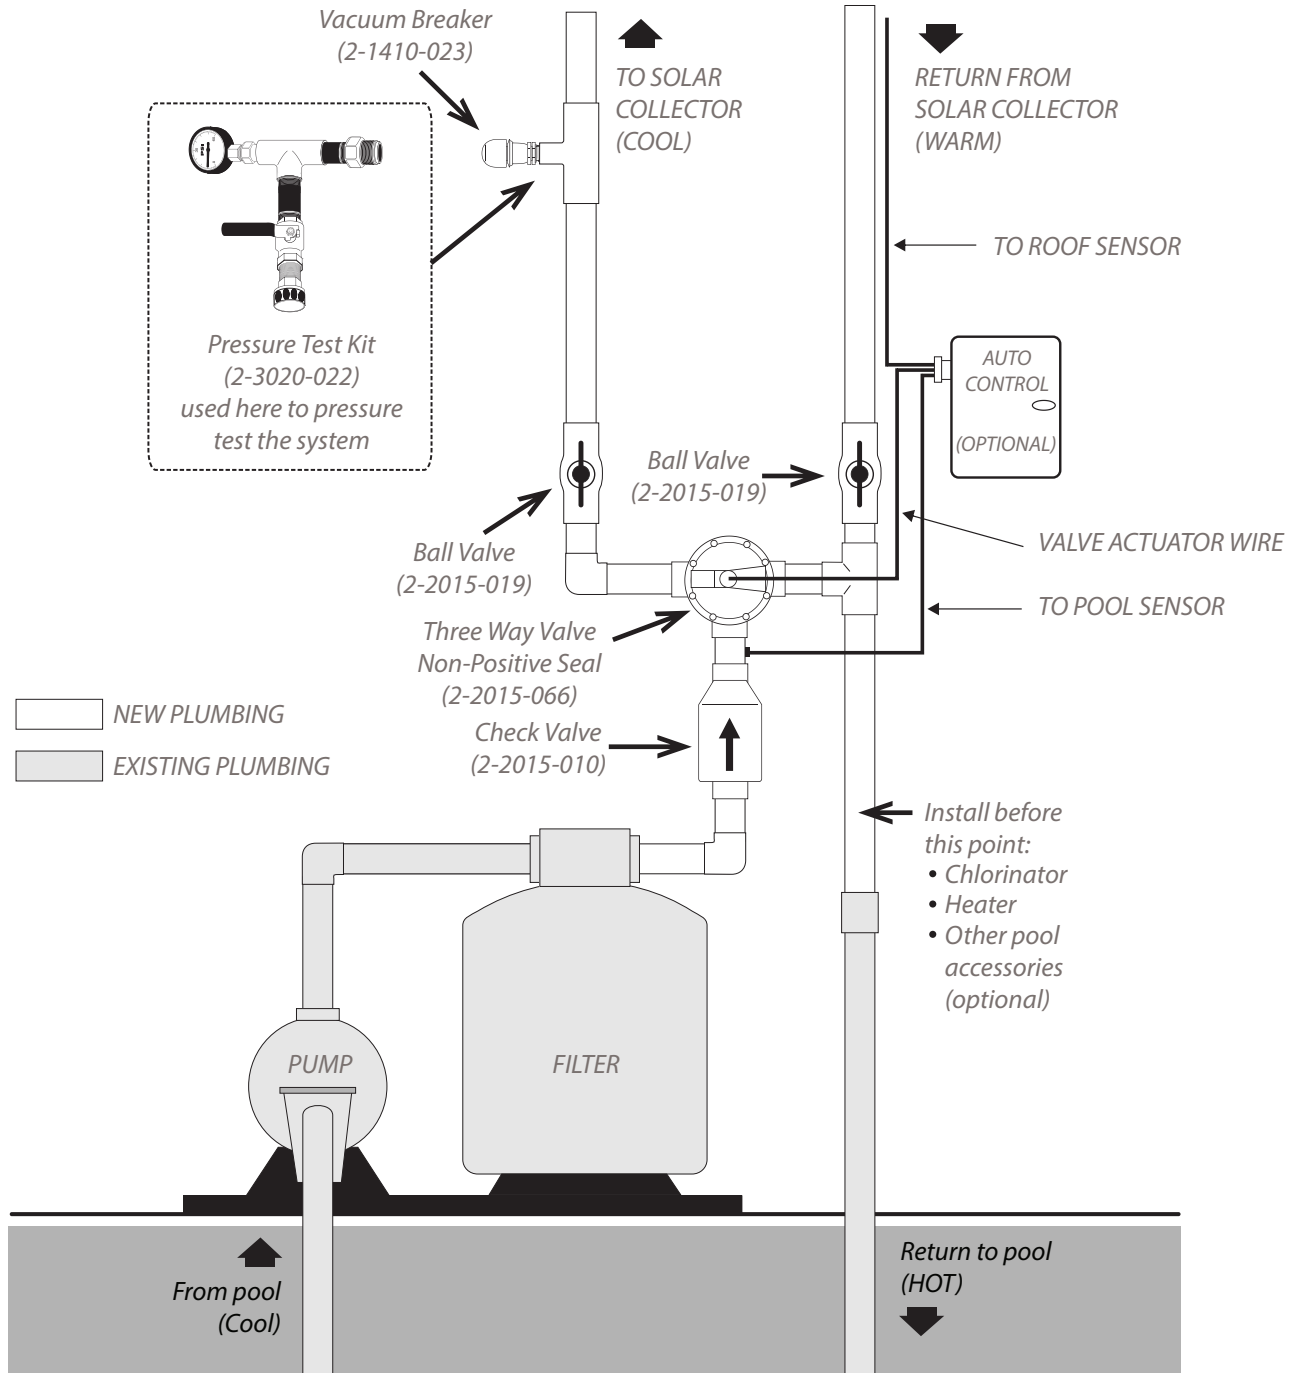 Vacuum Breaker
(2-1410-023)
TO SOLAR
COLLECTOR
(COOL)
RETURN FROM
SOLAR COLLECTOR
(WARM)
TO ROOF SENSOR
Pressure Test Kit
(2-3020-022)
used here to pressure
test the system
AUTO
CONTROL
(OPTIONAL)
Ball Valve
(2-2015-019)
Ball Valve
(2-2015-019)
VALVE ACTUATOR WIRE
TO POOL SENSOR
Three Way Valve
Non-Positive Seal
(2-2015-066)
NEW PLUMBING
EXISTING PLUMBING
Check Valve
(2-2015-010)
Install before
this point:
• Chlorinator
• Heater
• Other pool
accessories
(optional)
PUMP
FILTER
From pool
(Cool)
Return to pool
(HOT)